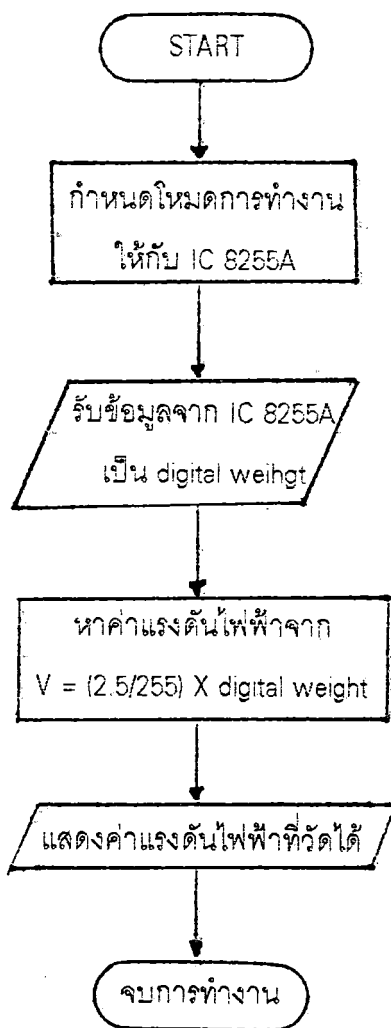 START
กำหนดโหมดการทำงาน
ให้กับ IC 8255A
รับข้อมูลจาก IC 8255A
เป็น digital weihgt
หาค่าแรงดันไฟฟ้าจาก
V = (2.5/255) X digital weight
แสดงค่าแรงดันไฟฟ้าที่วัดได้
จบการทำงาน